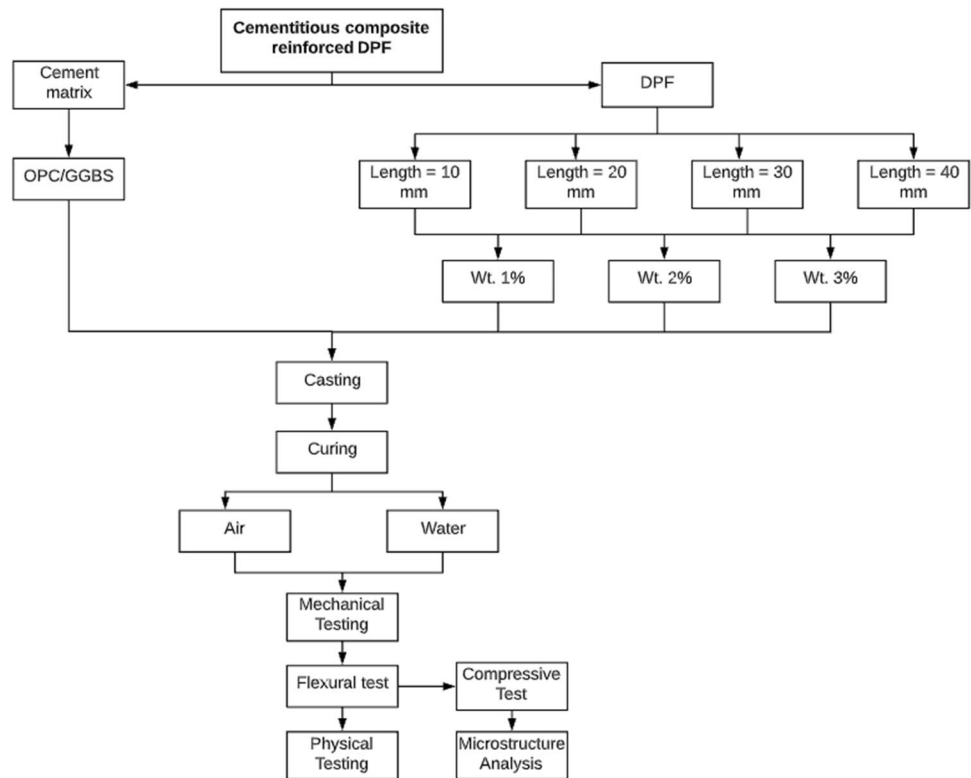 Cementitious composite
reinforced DPF
Cement
matrix
DPF
OPC/GGBS
Length = 10
mm
Length = 20
mm
Length = 30
mm
Length = 40
mm
Wt. 1%
Wt. 2%
Wt. 3%
Casting
Curing
Air
Water
Mechanical
Testing
Flexural test
Compressive
Test
Physical
Testing
Microstructure
Analysis